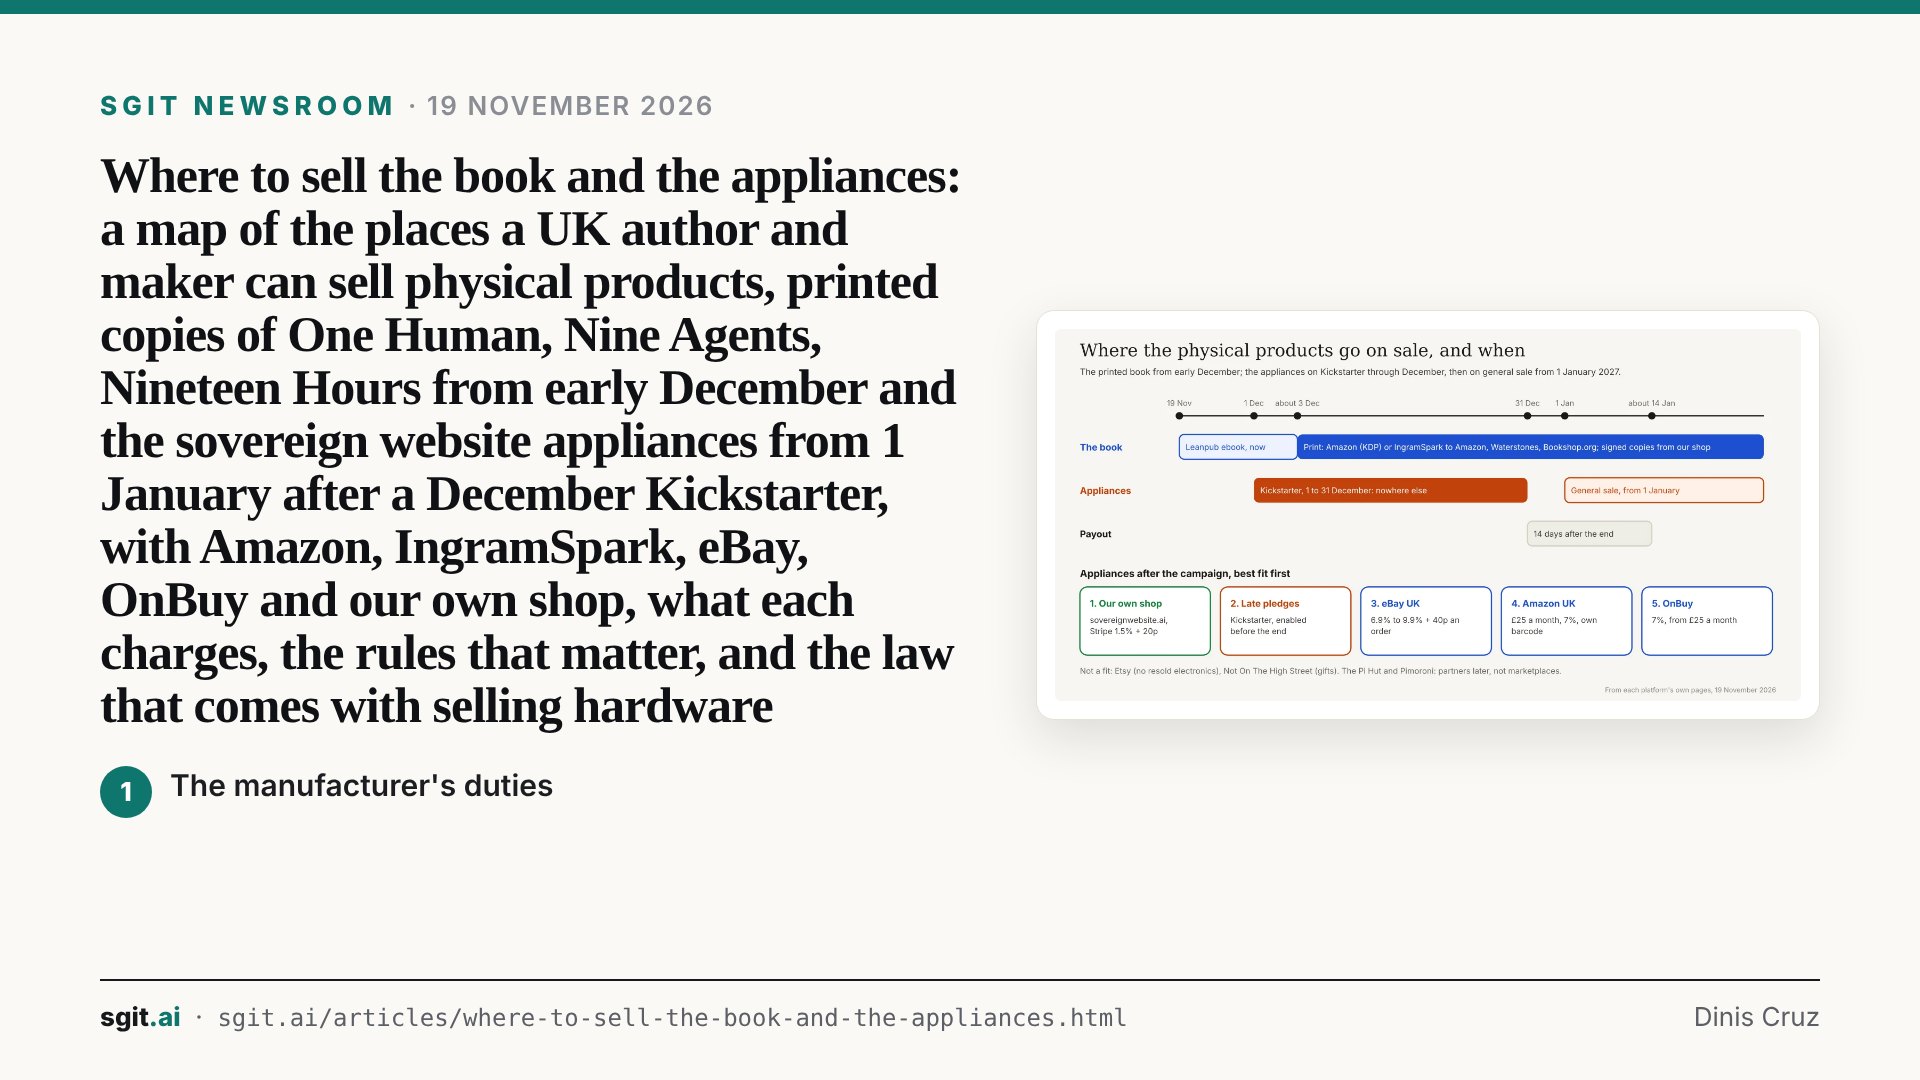 SGIT NEWSROOM · 19 NOVEMBER 2026
Where to sell the book and the appliances:
a map of the places a UK author and
maker can sell physical products, printed
copies of One Human, Nine Agents,
Nineteen Hours from early December and
the sovereign website appliances from 1
January after a December Kickstarter,
with Amazon, IngramSpark, eBay,
OnBuy and our own shop, what each
charges, the rules that matter, and the law
that comes with selling hardware
1 The manufacturer's duties
Where the physical products go on sale, and when
The printed book from early December; the appliances on Kickstarter through December, then on general sale from 1 January 2027.
19 Nov 1 Dec about 3 Dec 31 Dec 1 Jan about 14 Jan
The book Leanpub ebook, now Print: Amazon (KDP) or IngramSpark to Amazon, Waterstones, Bookshop.org; signed copies from our shop
Appliances Kickstarter, 1 to 31 December: nowhere else General sale, from 1 January
Payout 14 days after the end
Appliances after the campaign, best fit first
1. Our own shop
sovereignwebsite.ai,
Stripe 1.5% + 20p
2. Late pledges
Kickstarter, enabled
before the end
3. eBay UK
6.9% to 9.9% + 40p an
order
4. Amazon UK
£25 a month, 7%, own
barcode
5. OnBuy
7%, from £25 a month
Not a fit: Etsy (no resold electronics), Not On The High Street (gifts). The Pi Hut and Pimoroni: partners later, not marketplaces.
From each platform's own pages, 19 November 2026
sgit.ai · sgit.ai/articles/where-to-sell-the-book-and-the-appliances.html
Dinis Cruz